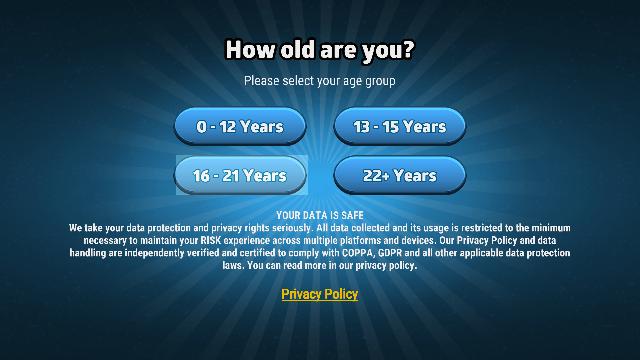 How old are you?
Please select your age group
0 - 12 Years
13 - 15 Years
16 - 21 Years
22+ Years
YOUR DATA IS SAFE
We take your data protection and privacy rights seriously. All data collected and its usage is restricted to the minimum
necessary to maintain your RISK experience across multiple platforms and devices. Our Privacy Policy and data
handling are independently verified and certified to comply with COPPA, GDPR and all other applicable data protection
laws. You can read more in our privacy policy.
Privacy Policy